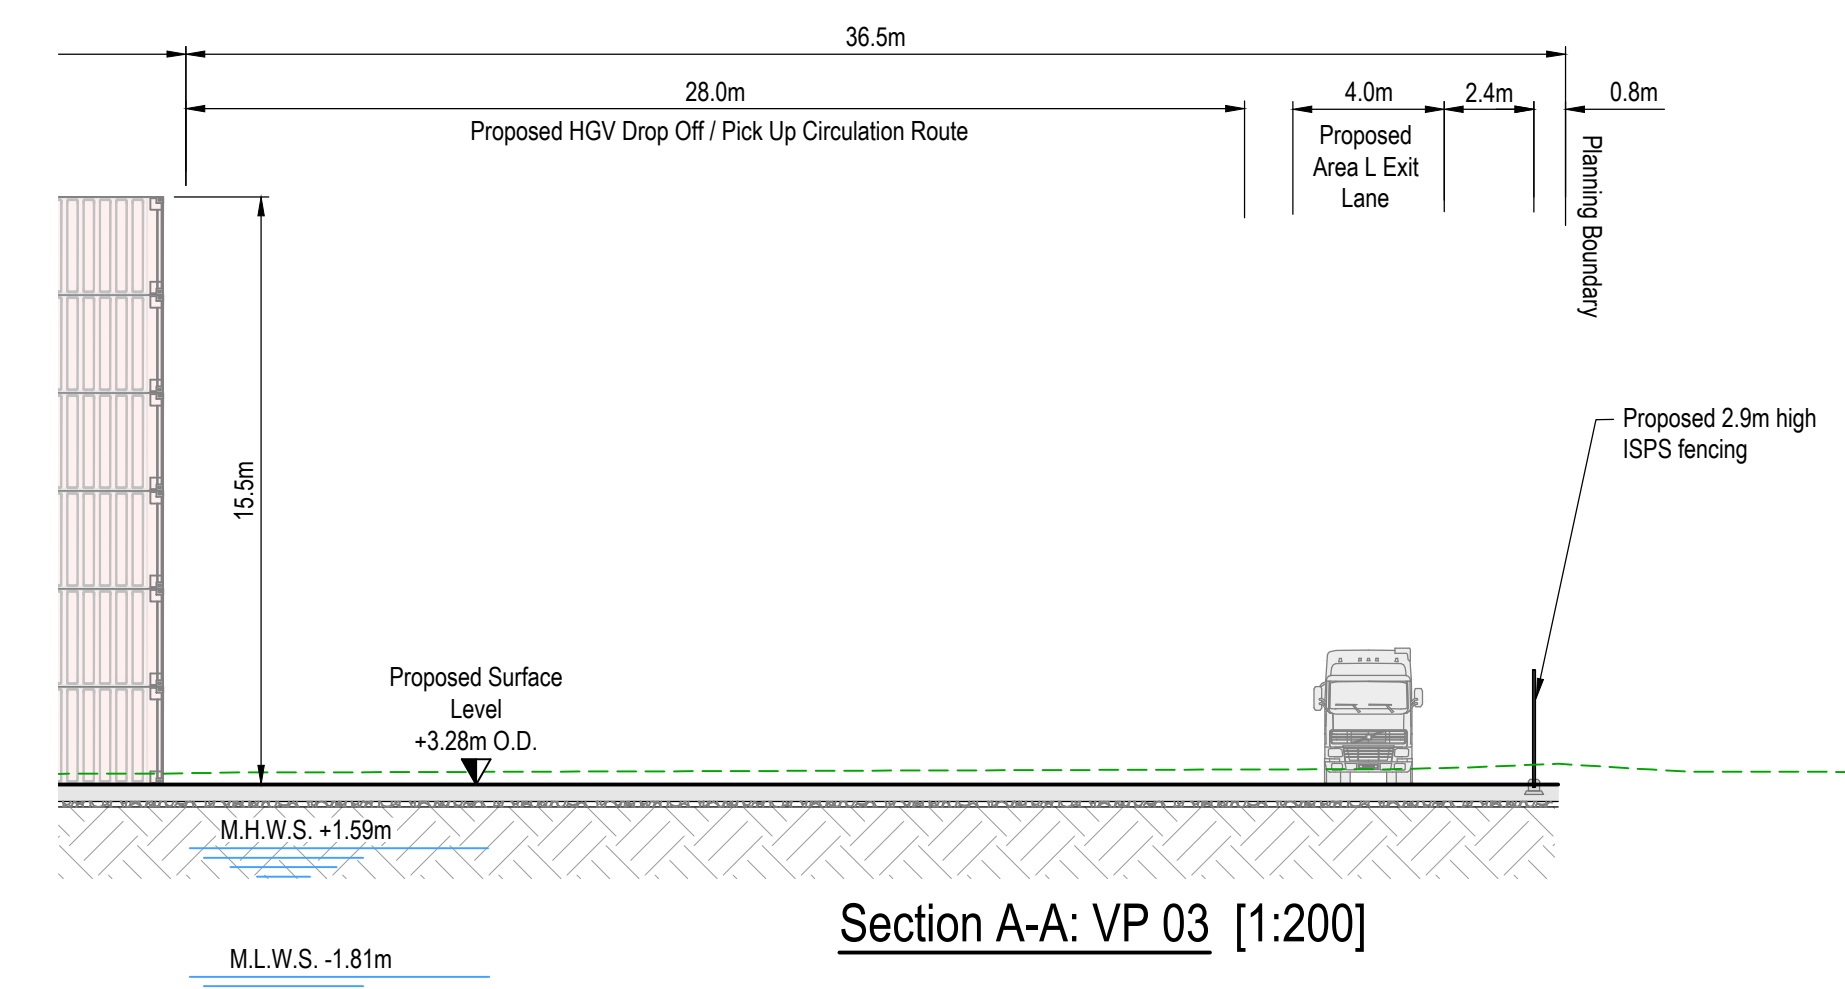 36.5m
28.0m
4.0m
2.4m
0.8m
Proposed HGV Drop Off / Pick Up Circulation Route
Proposed
Area L Exit
Lane
Planning Boundary
Proposed 2.9m high
ISPS fencing
15.5m
Proposed Surface
Level
+3.28m O.D.
M.H.W.S. +1.59m
Section A-A: VP 03 [1:200]
M.L.W.S. -1.81m